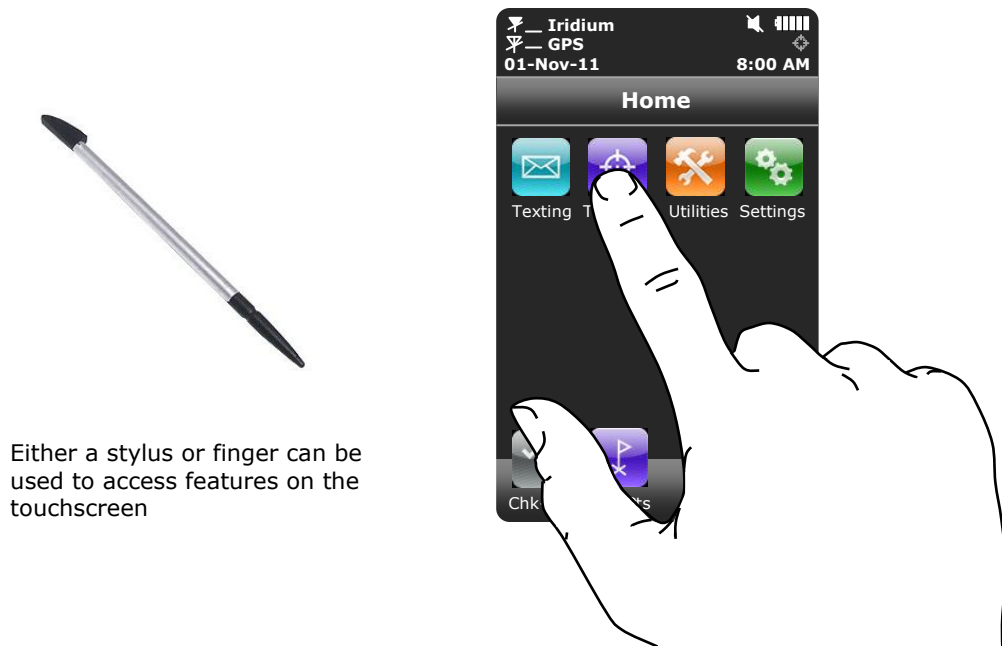 Iridium
GPS
01-Nov-11 8:00 AM
Home
Texting Utilities Settings
Either a stylus or finger can be
used to access features on the
touchscreen